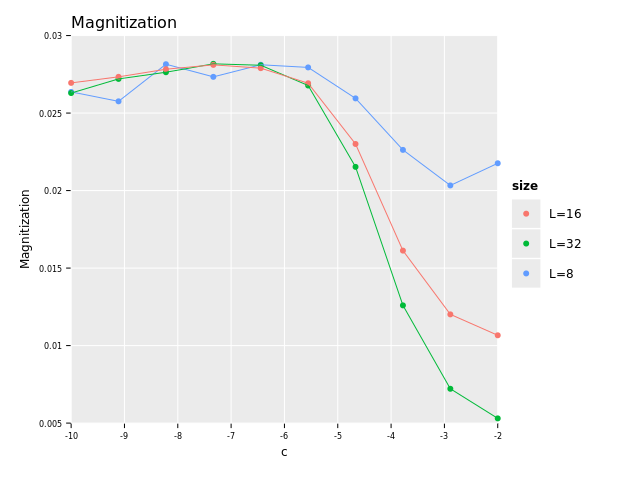 Magnitization
0.03
0.025
0.02
0.015
0.01
0.005
Magnitization
-10
-9
-8
-7
-6
-5
-4
-3
-2
c
size
L=16
L=32
L=8